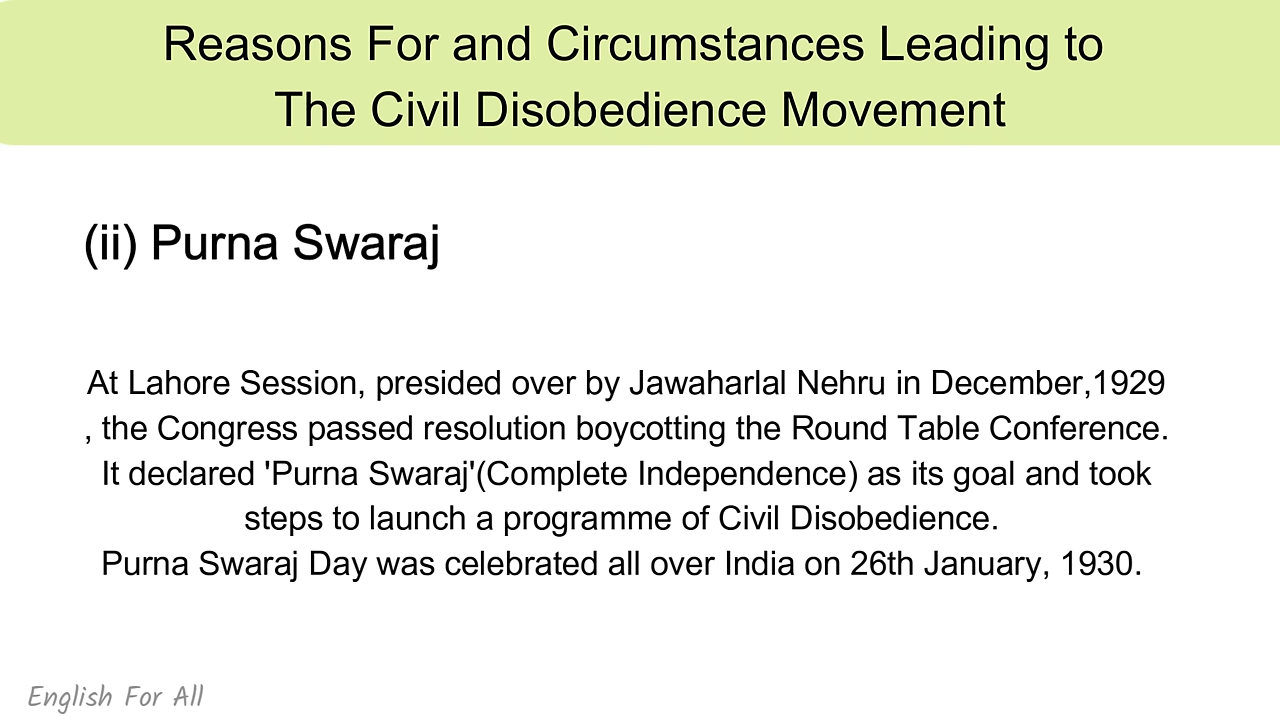 Reasons For and Circumstances Leading to
The Civil Disobedience Movement
(ii) Purna Swaraj
At Lahore Session, presided over by Jawaharlal Nehru in December,1929
, the Congress passed resolution boycotting the Round Table Conference.
It declared 'Purna Swaraj'(Complete Independence) as its goal and took
steps to launch a programme of Civil Disobedience.
Purna Swaraj Day was celebrated all over India on 26th January, 1930.
English For All